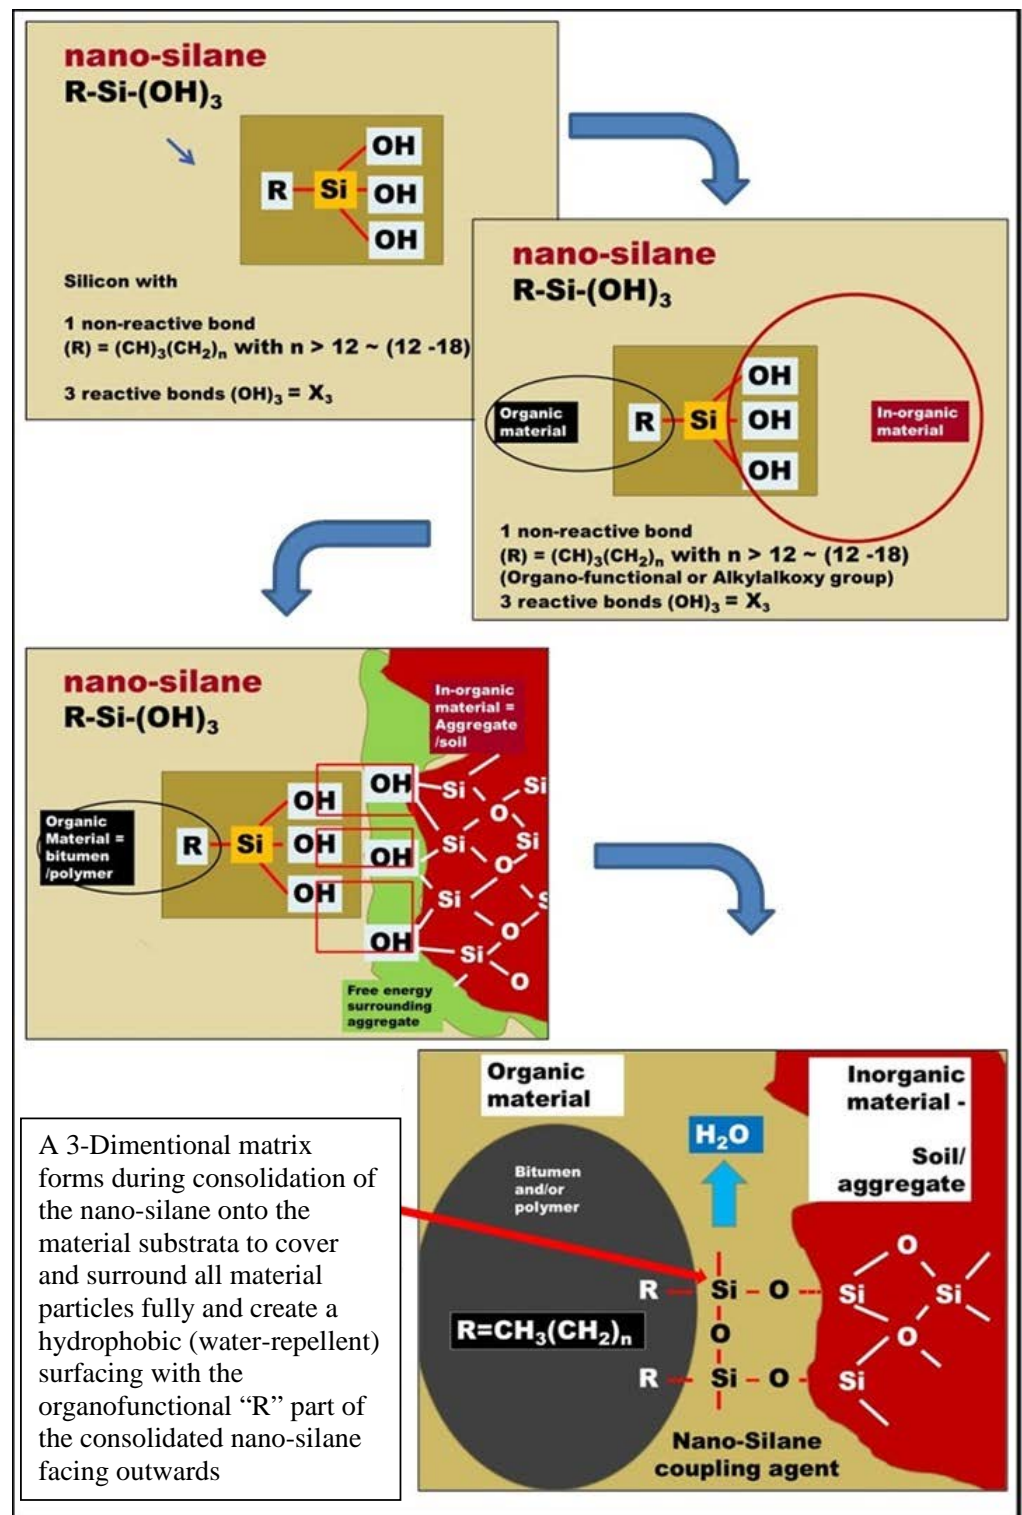 nano-silane
R-Si-(OH)₃
OH
R
Si
OH
OH
Silicon with
1 non-reactive bond
(R) = (CH)₃(CH₂)ₙ with n > 12 ~ (12 -18)
3 reactive bonds (OH)₃ = X₃
nano-silane
R-Si-(OH)₃
OH
Organic
material
R
Si
OH
In-organic
material
OH
1 non-reactive bond
(R) = (CH)₃(CH₂)ₙ with n > 12 ~ (12 -18)
(Organo-functional or Alkylalkoxy group)
3 reactive bonds (OH)₃ = X₃
nano-silane
R-Si-(OH)₃
In-organic
material =
Aggregate
/soil
Organic
Material =
bitumen
/polymer
R
Si
OH
OH
OH
OH
OH
OH
Si
Si
O
Si
Si
O
Si
S
O
Si
O
Free energy
surrounding
aggregate
Organic
material
Inorganic
material -
Soil/
aggregate
H₂O
Bitumen
and/or
polymer
R
Si
O
Si
O
Si
O
R=CH₃(CH₂)ₙ
O
R
Si
O
Si
Nano-Silane
coupling agent
A 3-Dimentional matrix
forms during consolidation of
the nano-silane onto the
material substrata to cover
and surround all material
particles fully and create a
hydrophobic (water-repellent)
surfacing with the
organofunctional “R” part of
the consolidated nano-silane
facing outwards